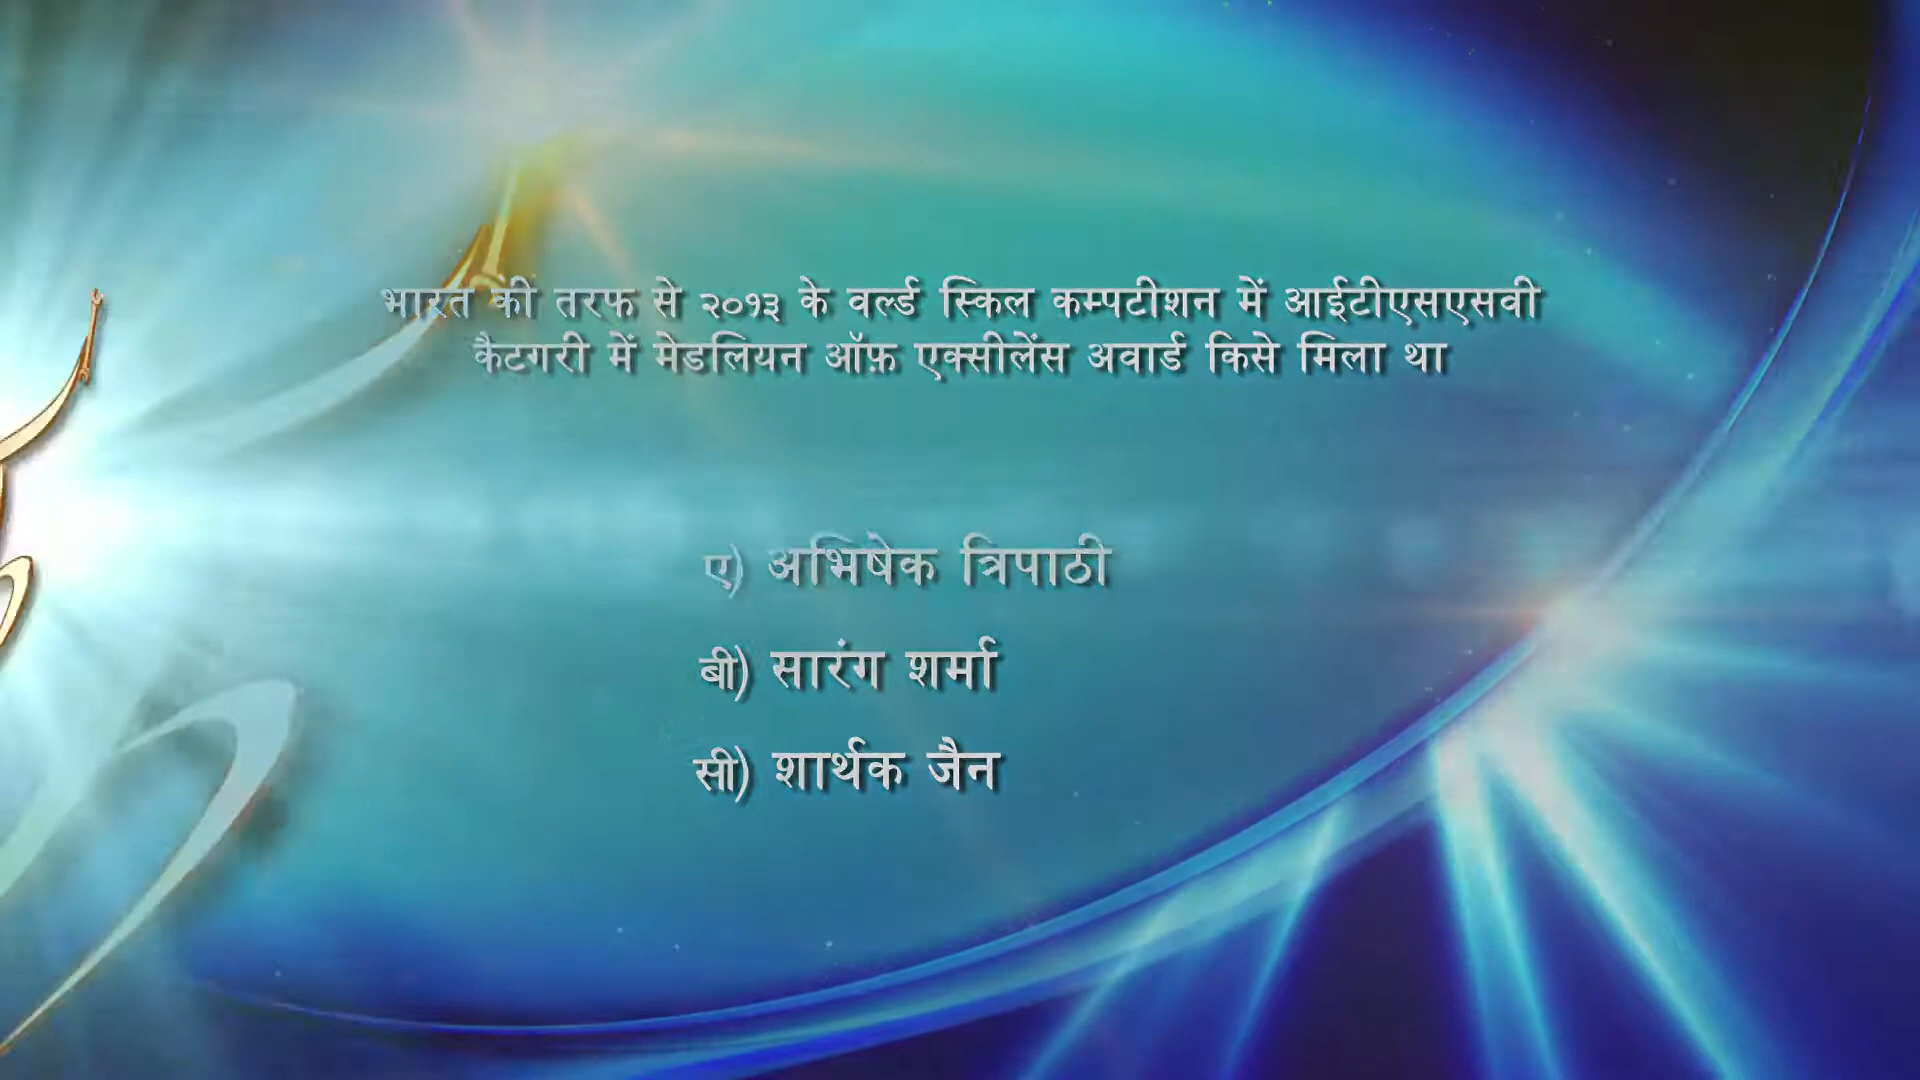 भारत की तरफ से २०१३ के वर्ल्ड स्किल कम्पटीशन में आईटीएसएसवी
कैटगरी में मेडलियन ऑफ़ एक्सीलेंस अवार्ड किसे मिला था
ए) अभिषेक त्रिपाठी
बी) सारंग शर्मा
सी) शार्थक जैन